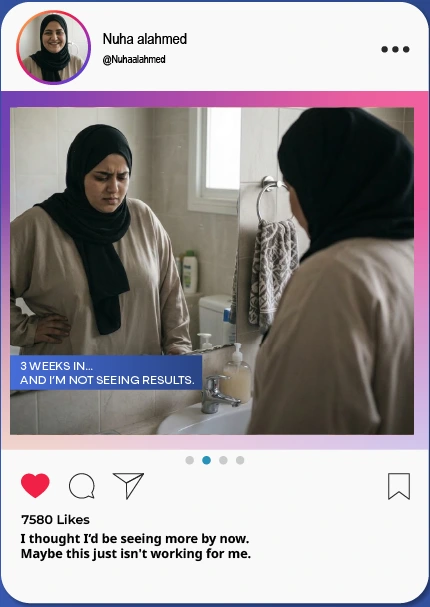 Nuha alahmed
@Nuhaalahmed
3 WEEKS IN...
AND I'M NOT SEEING RESULTS.
7580 Likes
I thought I'd be seeing more by now.
Maybe this just isn't working for me.